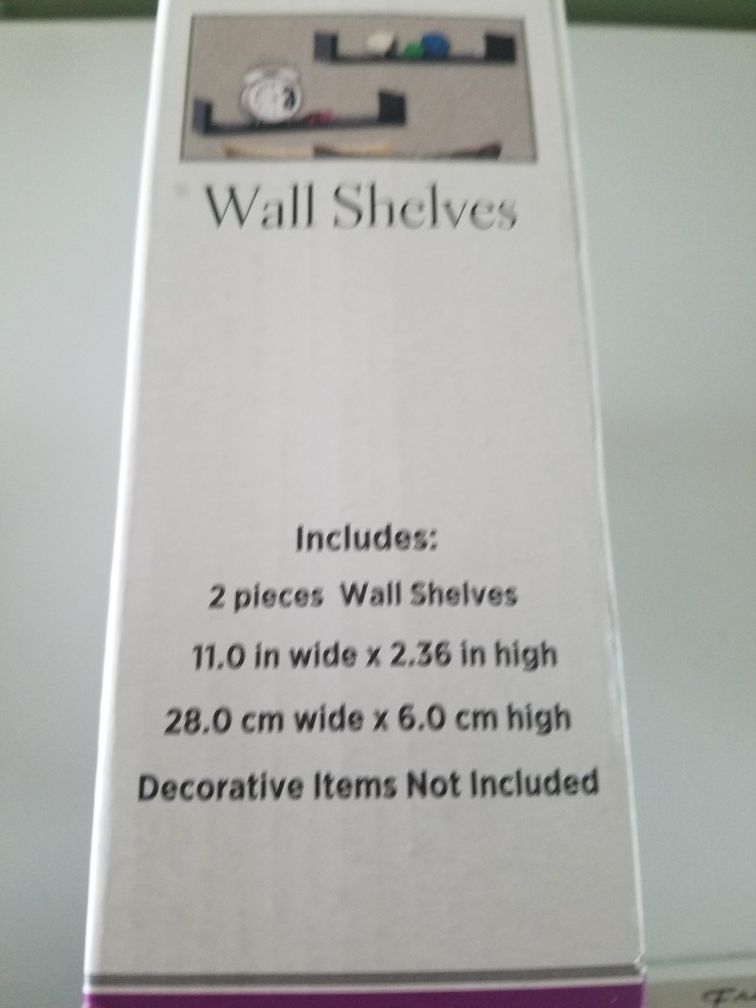 Wall Shelves
Includes:
2 pieces Wall Shelves
11.0 in wide x 2.36 in high
28.0 cm wide x 6.0 cm high
Decorative Items Not Included